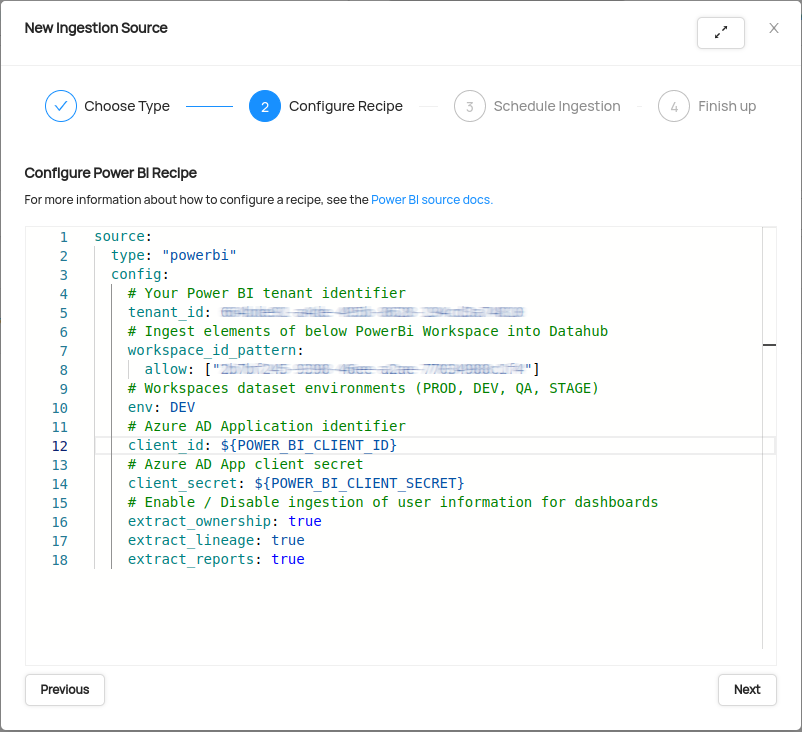 New Ingestion Source
Choose Type
2 Configure Recipe
3 Schedule Ingestion
4 Finish up
Configure Power BI Recipe
For more information about how to configure a recipe, see the Power BI source docs.
1 source:
2 type: "powerbi"
3 config:
4 # Your Power BI tenant identifier
5 tenant_id:
6 # Ingest elements of below PowerBi Workspace into Datahub
7 workspace_id_pattern:
8 allow: [" "]
9 # Workspaces dataset environments (PROD, DEV, QA, STAGE)
10 env: DEV
11 # Azure AD Application identifier
12 client_id: ${POWER_BI_CLIENT_ID}
13 # Azure AD App client secret
14 client_secret: ${POWER_BI_CLIENT_SECRET}
15 # Enable / Disable ingestion of user information for dashboards
16 extract_ownership: true
17 extract_lineage: true
18 extract_reports: true
Previous
Next